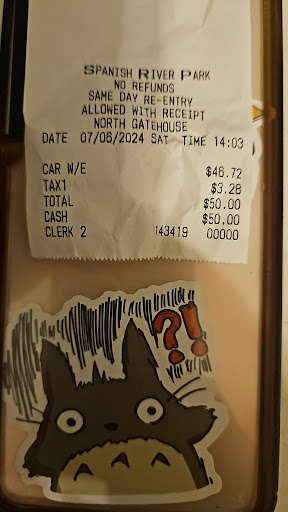 SPANISH RIVER PARK
NO REFUNDS
SAME DAY RE-ENTRY
ALLOWED WITH RECEIPT
NORTH GATEHOUSE
DATE 07/06/2024 SAT TIME 14:03
CAR W/E $46.72
TAX1 $3.28
TOTAL $50.00
CASH $50.00
CLERK 2 143419 00000
?!